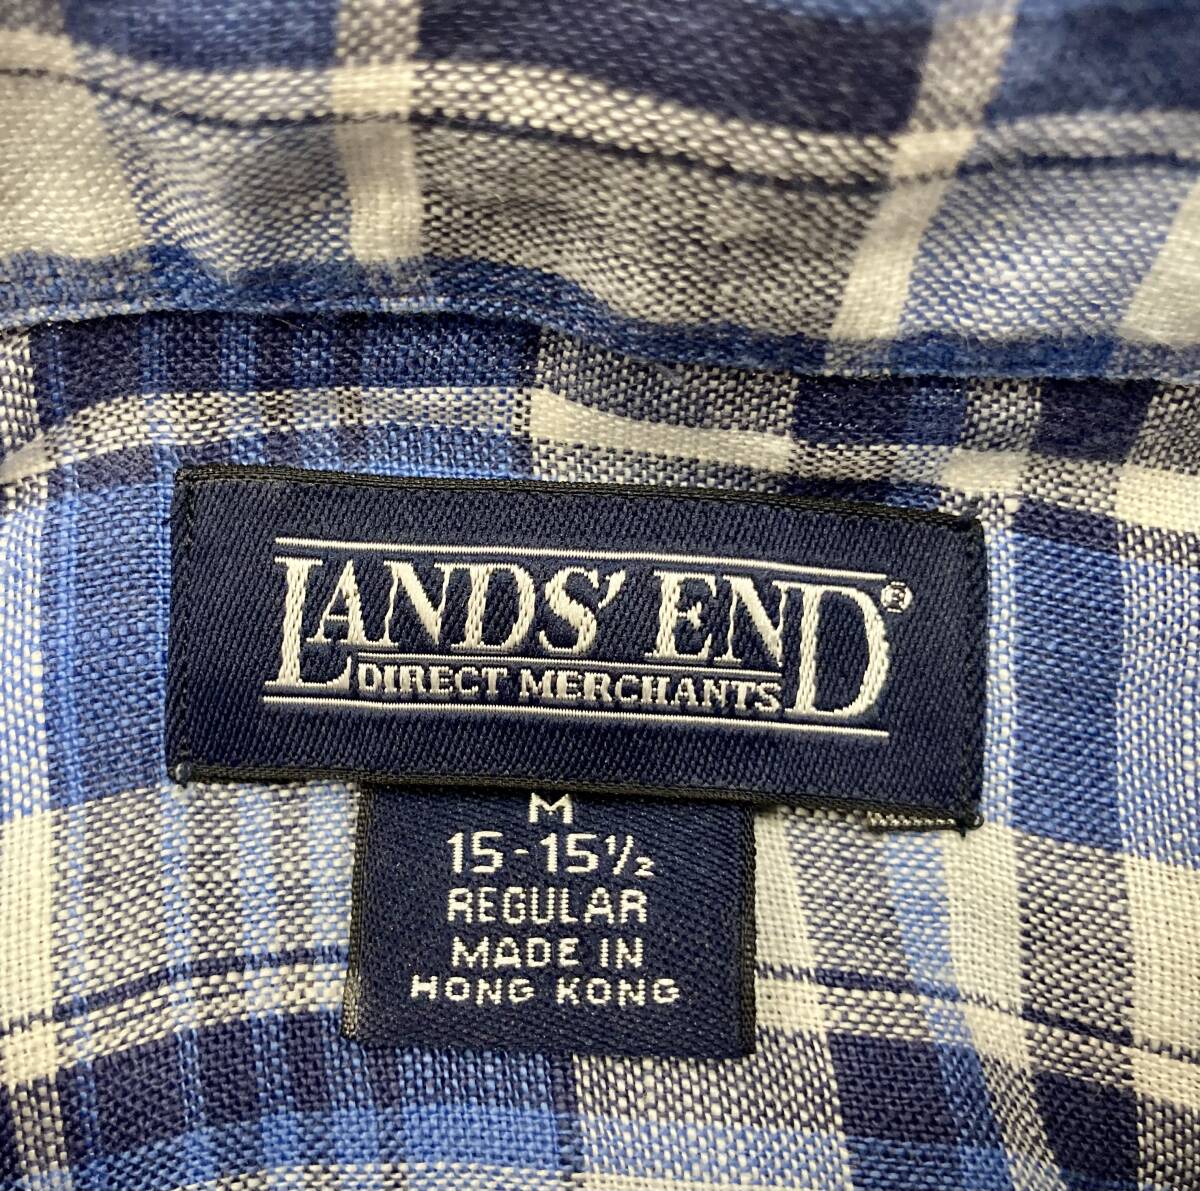 LANDS' END®
DIRECT MERCHANTS
M
15-15½
REGULAR
MADE IN
HONG KONG